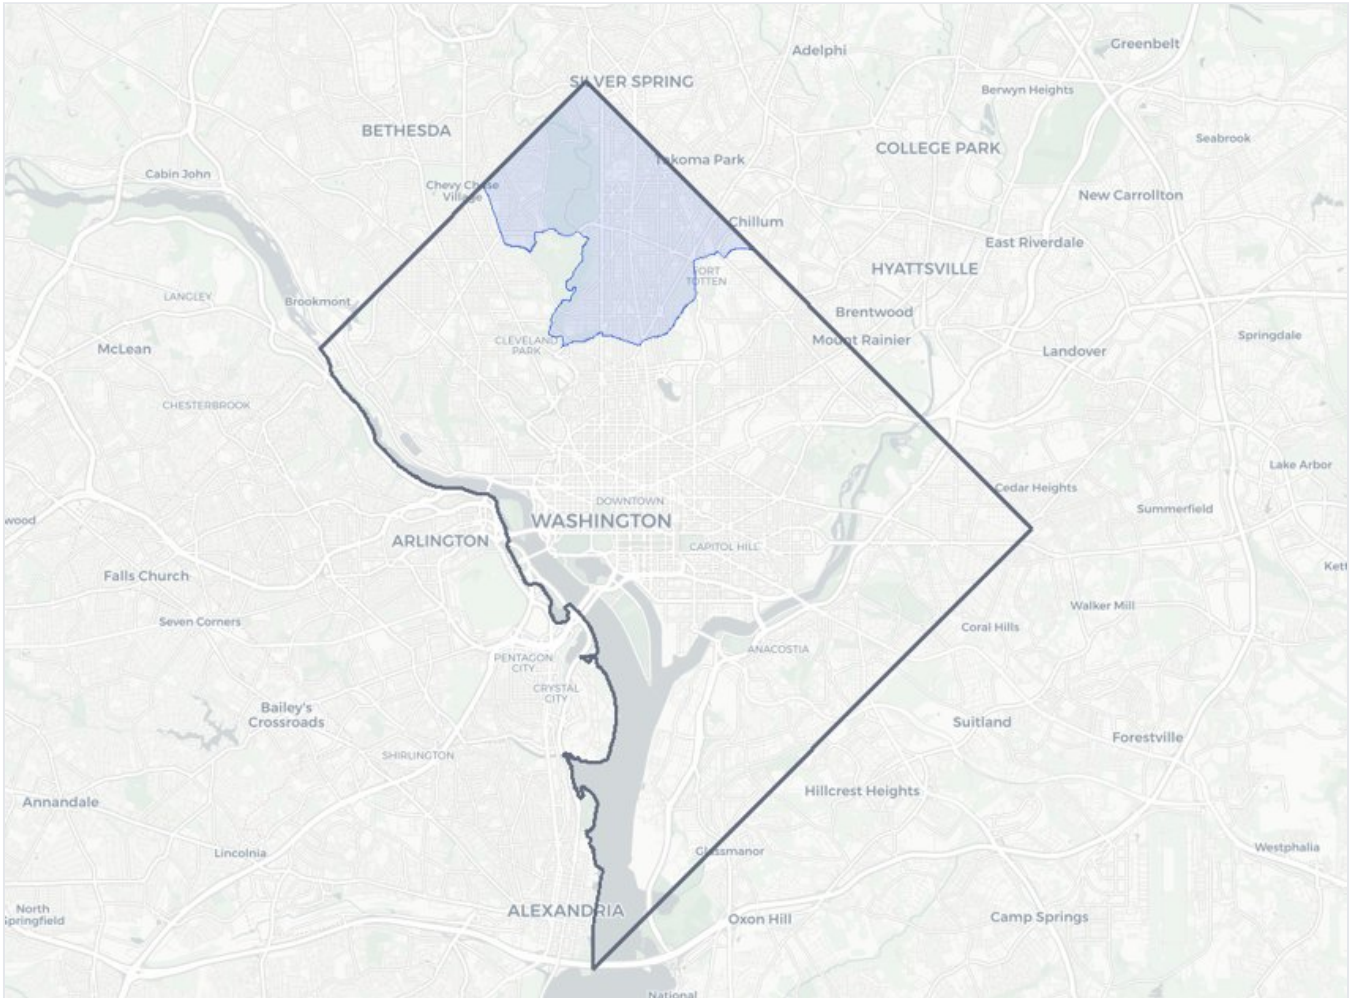 Adelphi
Greenbelt
SILVER SPRING
Berwyn Heights
BETHESDA
Seabrook
COLLEGE PARK
Takoma Park
Cabin John
Chevy Chase
Village
New Carrollton
Chillum
East Riverdale
HYATTSVILLE
FORT
TOTTEN
LANGLEY
Brookmont
Brentwood
Springdale
CLEVELAND
PARK
Mount Rainier
McLean
Landover
CHESTERBROOK
Lake Arbor
Cedar Heights
DOWNTOWN
Summerfield
wood
WASHINGTON
ARLINGTON
CAPITOL HILL
Kett
Falls Church
Walker Mill
Seven Corners
Coral Hills
ANACOSTIA
PENTAGON
CITY
CRYSTAL
CITY
Bailey's
Crossroads
Suitland
Forestville
SHIRLINGTON
Hillcrest Heights
Annandale
Lincolnia
Glassmanor
Westphalia
North
Springfield
ALEXANDRIA
Oxon Hill
Camp Springs
National